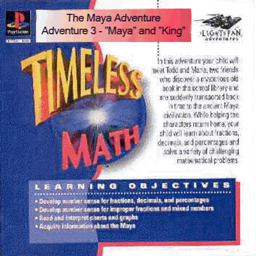 The Maya Adventure
Adventure 3 - "Maya" and "King"
PlayStation
LIGHTSPAN
adventures
TIMELESS
MATH
In this adventure your child will
meet Todd and Maria, two friends
who discover a mysterious old
book in the school library and
are suddenly transported back
in time to the ancient Mayan
civilization. While helping the
characters return home, your
child will learn about fractions,
decimals, and percentages and
solve a variety of challenging
mathematical problems.
LEARNING OBJECTIVES
• Develop number sense for fractions, decimals, and percentages
• Develop number sense for improper fractions and mixed numbers
• Read and interpret charts and graphs
• Acquire information about the Maya